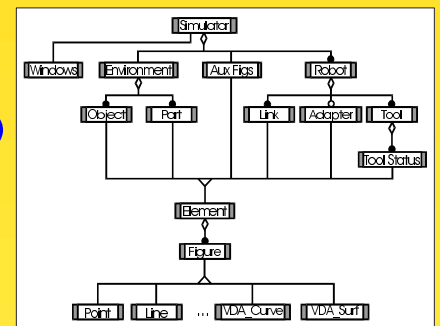 Simulator
Windows Environment Aux Figs Robot
Object Part Link Adapter Tool
Tool Status
Element
Figure
Point Line ... VDA_Curve VDA_Surf